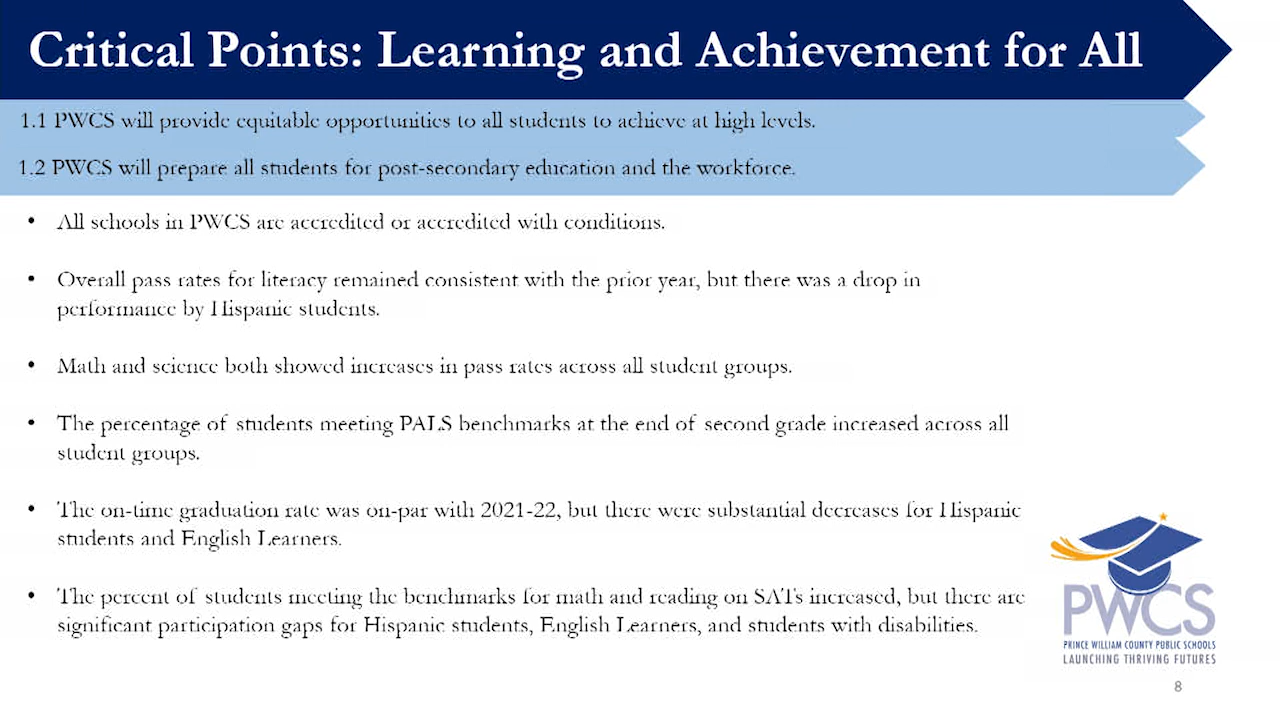 Critical Points: Learning and Achievement for All
1.1 PWCS will provide equitable opportunities to all students to achieve at high levels.
1.2 PWCS will prepare all students for post-secondary education and the workforce.
• All schools in PWCS are accredited or accredited with conditions.
• Overall pass rates for literacy remained consistent with the prior year, but there was a drop in
performance by Hispanic students.
• Math and science both showed increases in pass rates across all student groups.
• The percentage of students meeting PALS benchmarks at the end of second grade increased across all
student groups.
• The on-time graduation rate was on-par with 2021-22, but there were substantial decreases for Hispanic
students and English Learners.
• The percent of students meeting the benchmarks for math and reading on SATs increased, but there are
significant participation gaps for Hispanic students, English Learners, and students with disabilities.
PWCS
PRINCE WILLIAM COUNTY PUBLIC SCHOOLS
LAUNCHING THRIVING FUTURES
8